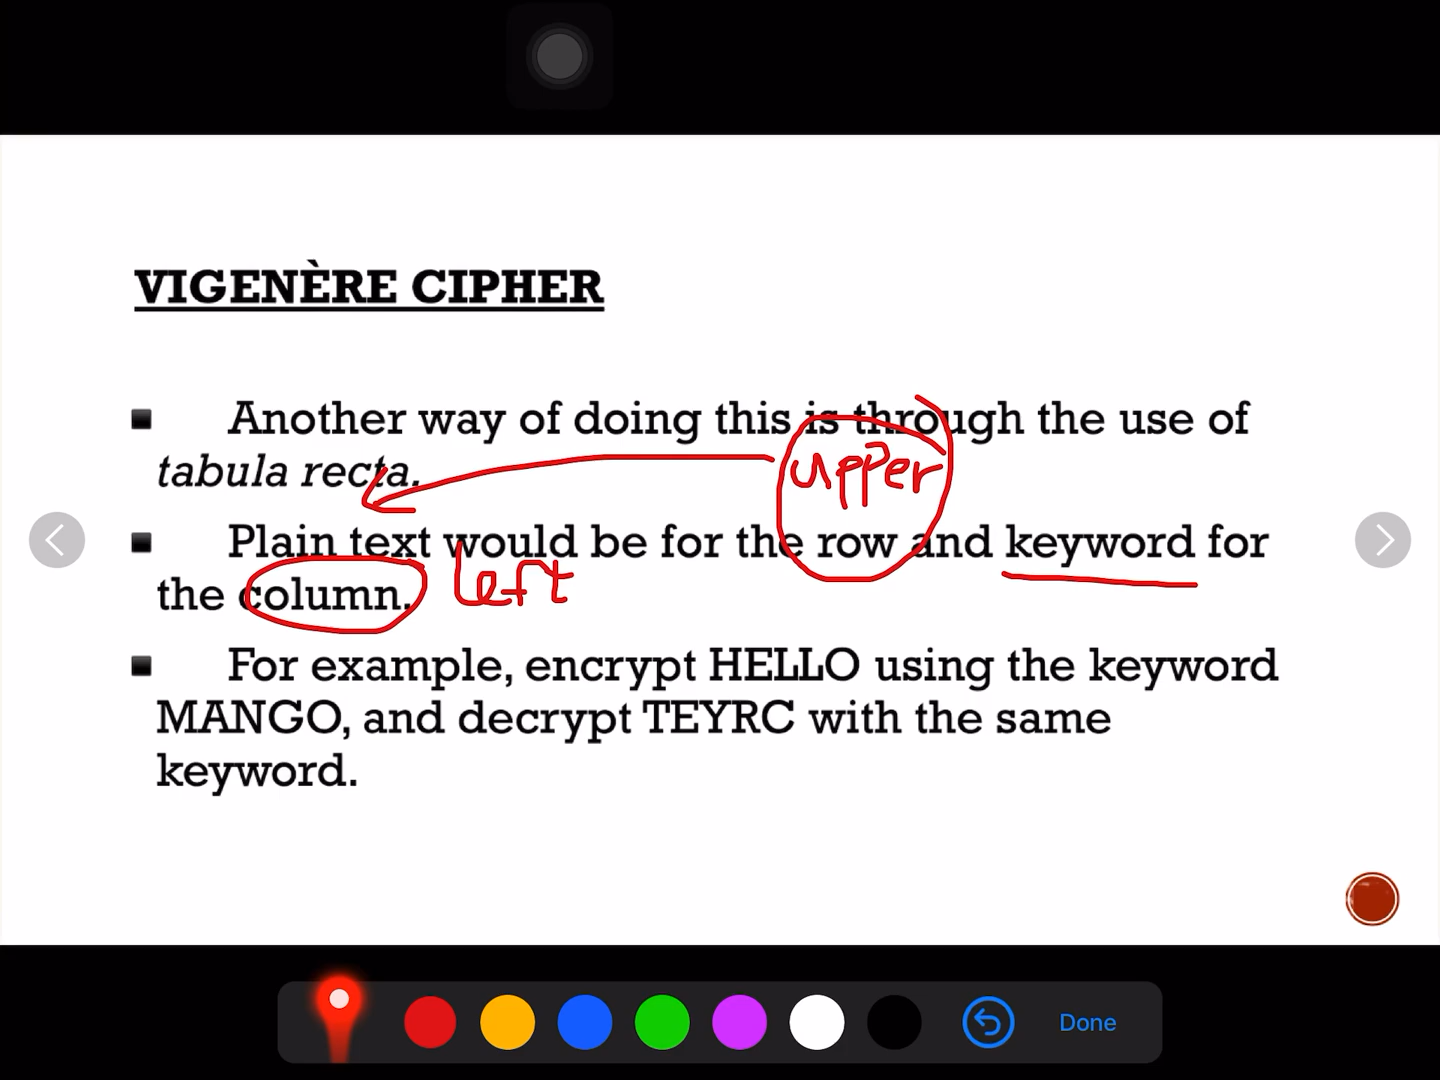 VIGENÈRE CIPHER
Another way of doing this is through the use of
tabula recta.
upper
Plain text would be for the row and keyword for
the column.
left
For example, encrypt HELLO using the keyword
MANGO, and decrypt TEYRC with the same
keyword.
Done